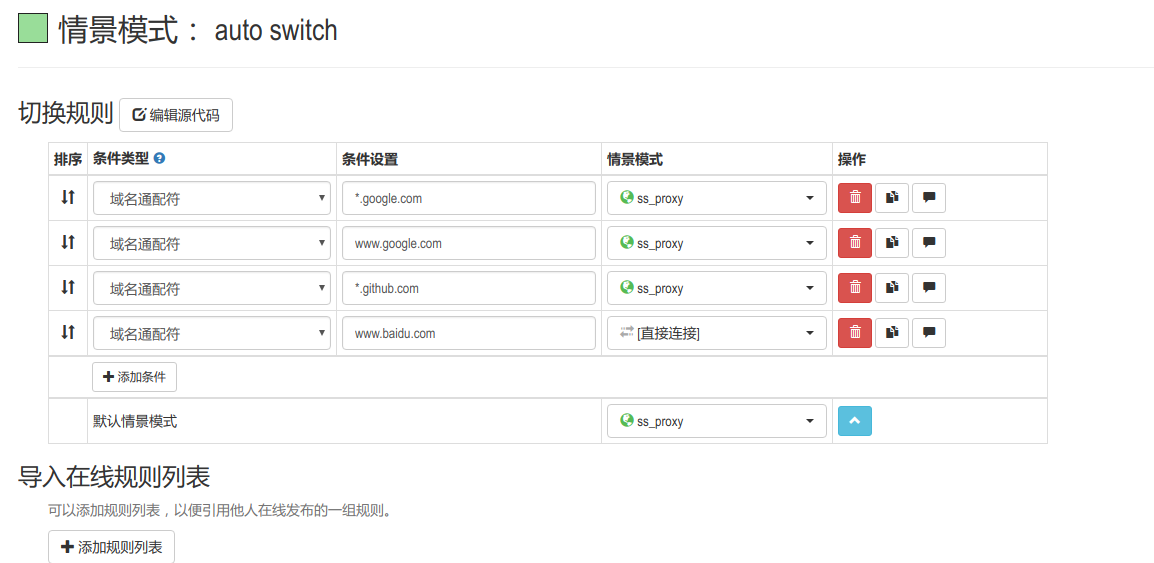 情景模式： auto switch
切换规则 编辑源代码
排序 条件类型 条件设置 情景模式 操作
域名通配符 *.google.com ss_proxy
域名通配符 www.google.com ss_proxy
域名通配符 *.github.com ss_proxy
域名通配符 www.baidu.com [直接连接]
添加条件
默认情景模式 ss_proxy
导入在线规则列表
可以添加规则列表，以便引用他人在线发布的一组规则。
添加规则列表